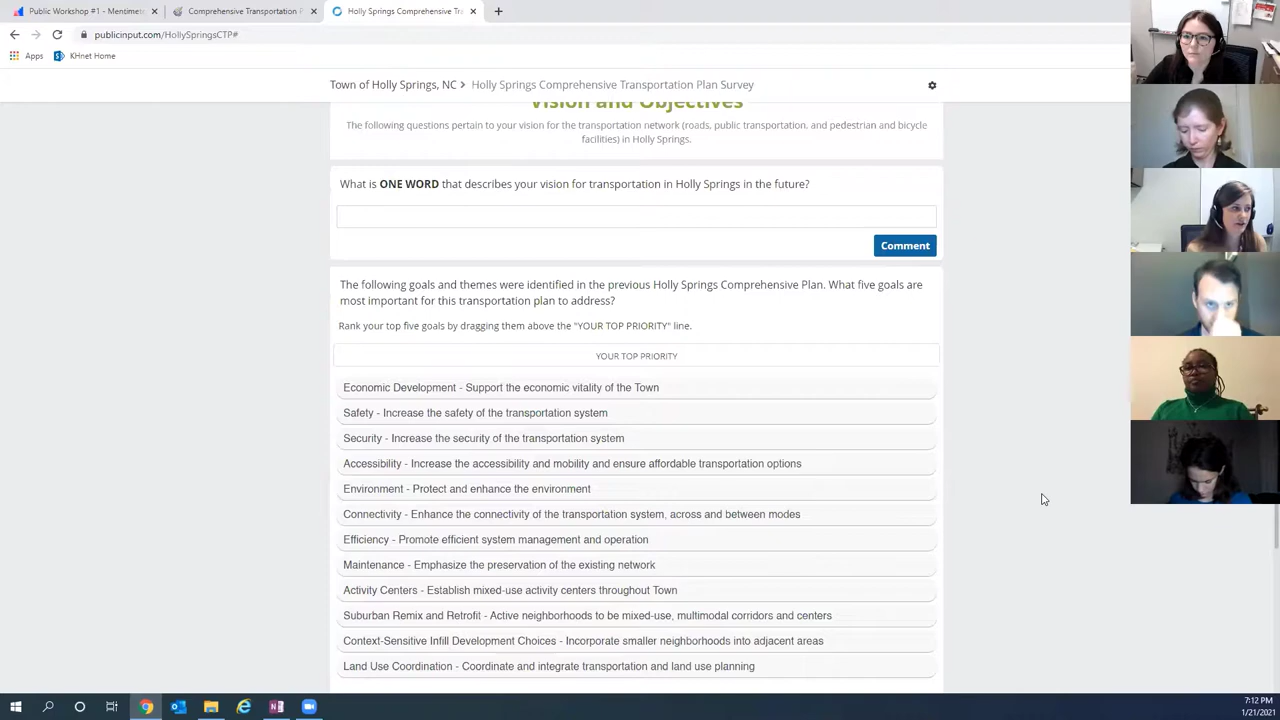 Public Workshop #1 - Mentimete
Comprehensive Transportation P
Holly Springs Comprehensive Tra
publicinput.com/HollySpringsCTP#
Apps
KHnet Home
Town of Holly Springs, NC > Holly Springs Comprehensive Transportation Plan Survey
Vision and Objectives
The following questions pertain to your vision for the transportation network (roads, public transportation, and pedestrian and bicycle
facilities) in Holly Springs.
What is ONE WORD that describes your vision for transportation in Holly Springs in the future?
Comment
The following goals and themes were identified in the previous Holly Springs Comprehensive Plan. What five goals are
most important for this transportation plan to address?
Rank your top five goals by dragging them above the "YOUR TOP PRIORITY" line.
YOUR TOP PRIORITY
Economic Development - Support the economic vitality of the Town
Safety - Increase the safety of the transportation system
Security - Increase the security of the transportation system
Accessibility - Increase the accessibility and mobility and ensure affordable transportation options
Environment - Protect and enhance the environment
Connectivity - Enhance the connectivity of the transportation system, across and between modes
Efficiency - Promote efficient system management and operation
Maintenance - Emphasize the preservation of the existing network
Activity Centers - Establish mixed-use activity centers throughout Town
Suburban Remix and Retrofit - Active neighborhoods to be mixed-use, multimodal corridors and centers
Context-Sensitive Infill Development Choices - Incorporate smaller neighborhoods into adjacent areas
Land Use Coordination - Coordinate and integrate transportation and land use planning
7:12 PM
1/21/2021